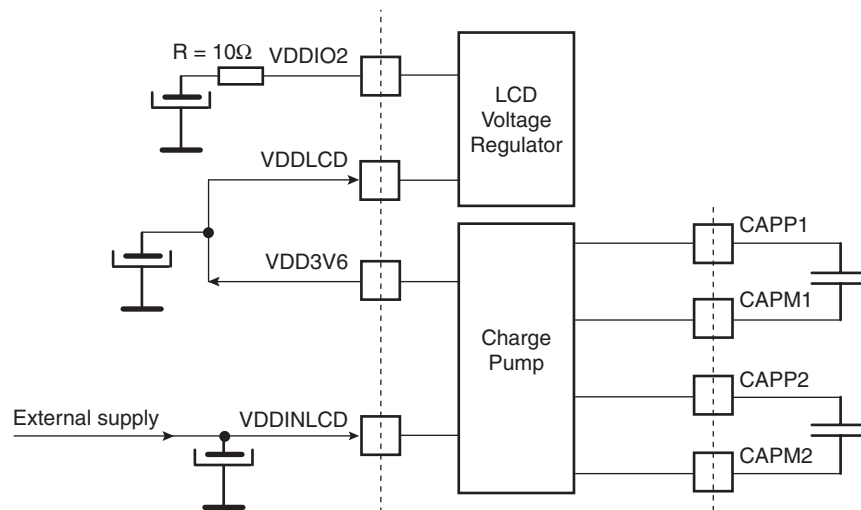 R = 10Ω
VDDIO2
LCD
Voltage
Regulator
VDDLCD
VDD3V6
Charge
Pump
CAPP1
CAPM1
CAPP2
CAPM2
External supply
VDDINLCD